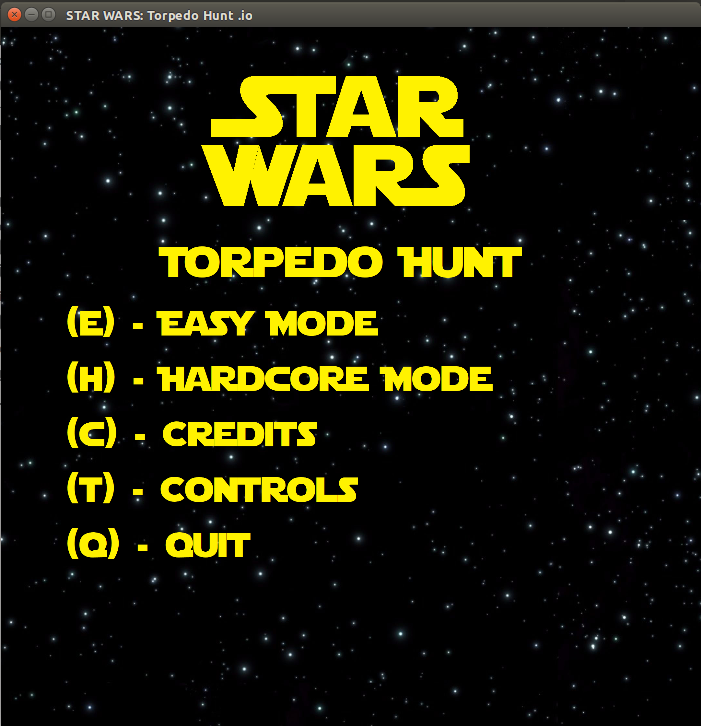 STAR WARS: Torpedo Hunt .io
STAR
WARS
TORPEDO HUNT
(E) - EASY MODE
(H) - HARDCORE MODE
(C) - CREDITS
(T) - CONTROLS
(Q) - QUIT